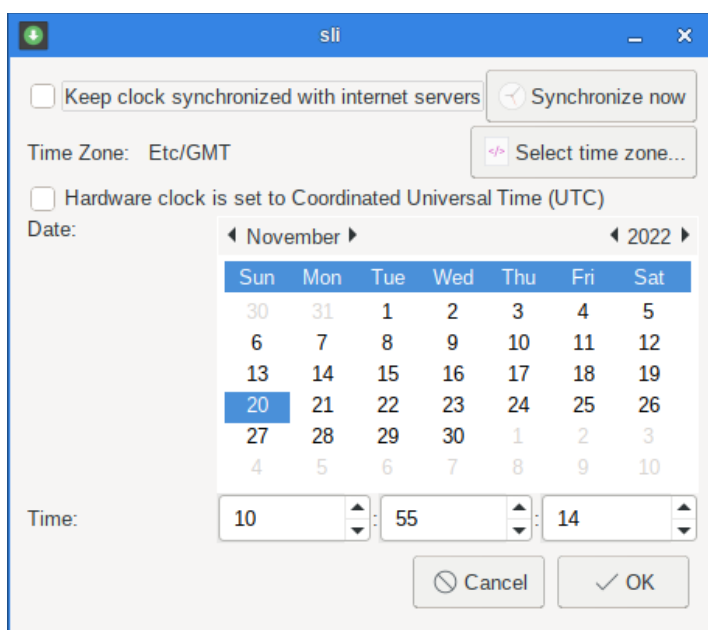 sli
Keep clock synchronized with internet servers Synchronize now
Time Zone: Etc/GMT </> Select time zone...
Hardware clock is set to Coordinated Universal Time (UTC)
Date: November 2022
Sun Mon Tue Wed Thu Fri Sat
30 31 1 2 3 4 5
6 7 8 9 10 11 12
13 14 15 16 17 18 19
20 21 22 23 24 25 26
27 28 29 30 1 2 3
4 5 6 7 8 9 10
Time: 10 : 55 : 14
Cancel OK